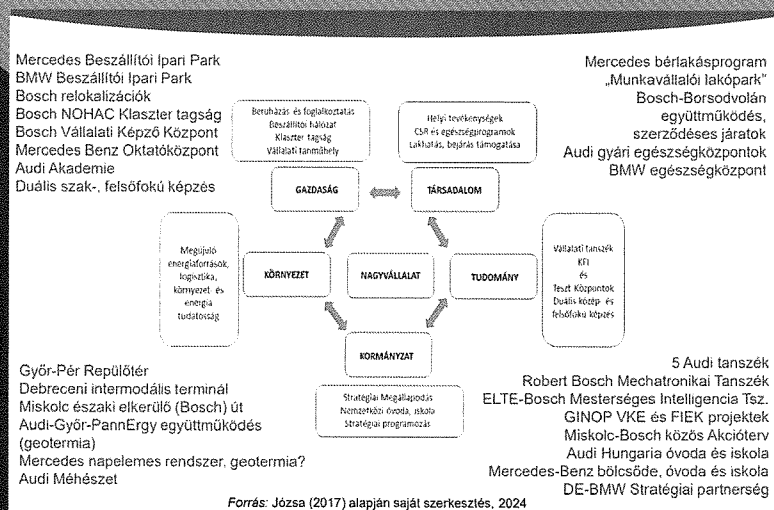 Mercedes Beszállítói Ipari Park
BMW Beszállítói Ipari Park
Bosch relokalizációk
Bosch NOHAC Klaszter tagság
Bosch Vállalati Képző Központ
Mercedes Benz Oktatóközpont
Audi Akademie
Duális szak-, felsőfokú képzés
Beruházás és foglalkoztatás
Beszállítói hálózat
Klaszter tagság
Vállalati tanműhely
Helyi tevékenységek
CSR és egészségprogramok
Lakhatás, bejárás támogatása
Mercedes bérlakásprogram
„Munkavállalói lakópark”
Bosch-Borsodvolán
együttműködés,
szerződéses járatok
Audi gyári egészségközpontok
BMW egészségközpont
GAZDASÁG
TÁRSADALOM
Megújuló
energiaforrások,
logisztika,
környezet és
energia
tudatosság
KÖRNYEZET
NAGYVÁLLALAT
TUDOMÁNY
Vállalati tanszék
KFI
és
Teszt Központok
Duális közép és
felsőfokú képzés
KORMÁNYZAT
Stratégiai Megállapodás
Nemzetközi óvoda, iskola
Stratégiai programozás
Győr-Pér Repülőtér
Debreceni intermodális terminál
Miskolc északi elkerülő (Bosch) út
Audi-Győr-PannErgy együttműködés
(geotermia)
Mercedes napelemes rendszer, geotermia?
Audi Méhészet
5 Audi tanszék
Robert Bosch Mechatronikai Tanszék
ELTE-Bosch Mesterséges Intelligencia Tsz.
GINOP VKE és FIEK projektek
Miskolc-Bosch közös Akcióterv
Audi Hungaria óvoda és iskola
Mercedes-Benz bölcsőde, óvoda és iskola
DE-BMW Stratégiai partnerség
Forrás: Józsa (2017) alapján saját szerkesztés, 2024